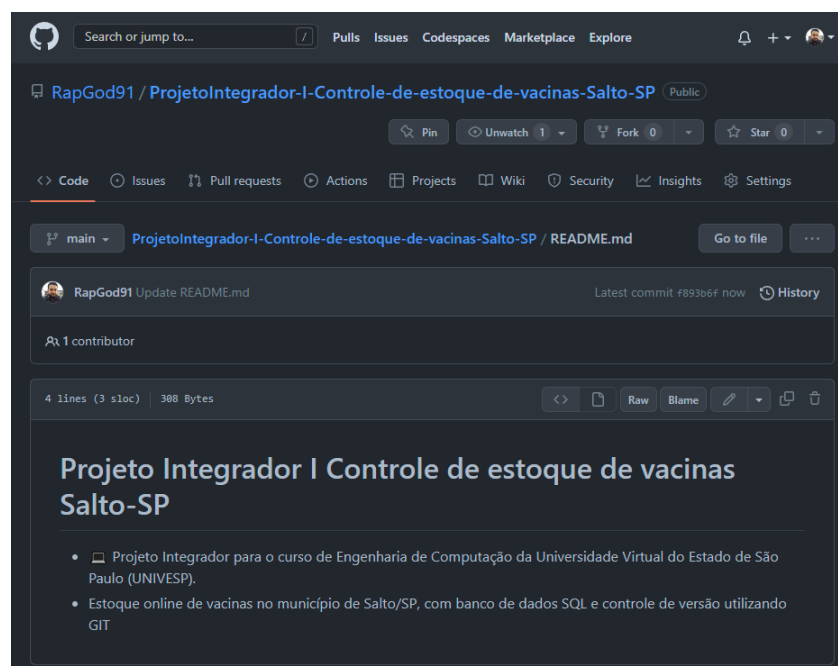 Search or jump to... / Pulls Issues Codespaces Marketplace Explore
RapGod91 / ProjetoIntegrador-I-Controle-de-estoque-de-vacinas-Salto-SP Public
Pin Unwatch 1 Fork 0 Star 0
<> Code Issues Pull requests Actions Projects Wiki Security Insights Settings
main ProjetoIntegrador-I-Controle-de-estoque-de-vacinas-Salto-SP / README.md Go to file ...
RapGod91 Update README.md Latest commit f893b6f now History
1 contributor
4 lines (3 sloc) 308 Bytes <> Raw Blame
Projeto Integrador I Controle de estoque de vacinas
Salto-SP
• 💻 Projeto Integrador para o curso de Engenharia de Computação da Universidade Virtual do Estado de São
Paulo (UNIVESP).
• Estoque online de vacinas no município de Salto/SP, com banco de dados SQL e controle de versão utilizando
GIT